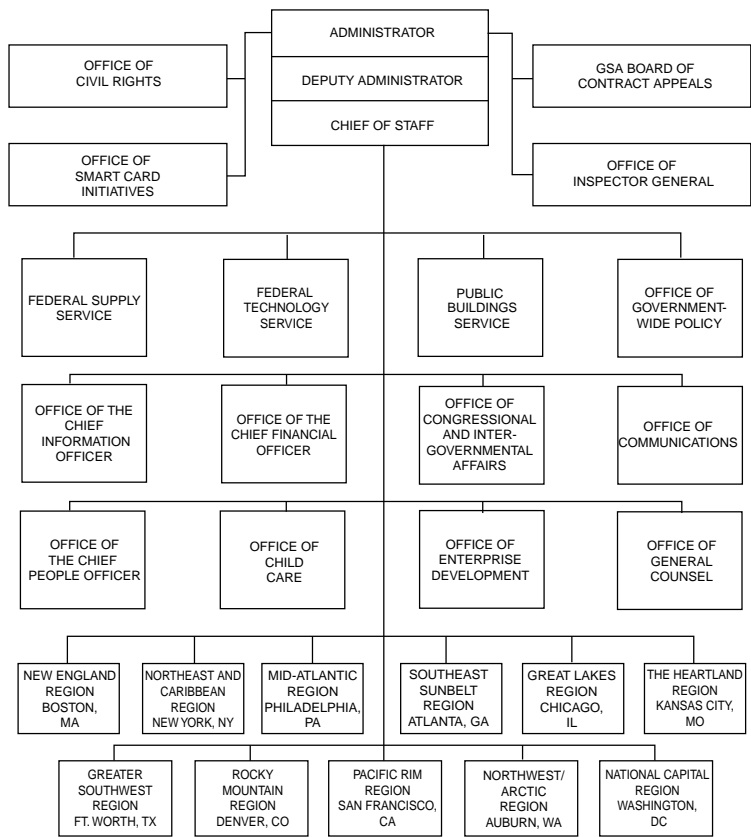 ADMINISTRATOR
OFFICE OF
CIVIL RIGHTS
DEPUTY ADMINISTRATOR
GSA BOARD OF
CONTRACT APPEALS
CHIEF OF STAFF
OFFICE OF
SMART CARD
INITIATIVES
OFFICE OF
INSPECTOR GENERAL
FEDERAL SUPPLY
SERVICE
FEDERAL
TECHNOLOGY
SERVICE
PUBLIC
BUILDINGS
SERVICE
OFFICE OF
GOVERNMENT-
WIDE POLICY
OFFICE OF THE
CHIEF
INFORMATION
OFFICER
OFFICE OF THE
CHIEF FINANCIAL
OFFICER
OFFICE OF
CONGRESSIONAL
AND INTER-
GOVERNMENTAL
AFFAIRS
OFFICE OF
COMMUNICATIONS
OFFICE OF
THE CHIEF
PEOPLE OFFICER
OFFICE OF
CHILD
CARE
OFFICE OF
ENTERPRISE
DEVELOPMENT
OFFICE OF
GENERAL
COUNSEL
NEW ENGLAND
REGION
BOSTON,
MA
NORTHEAST AND
CARIBBEAN
REGION
NEW YORK, NY
MID-ATLANTIC
REGION
PHILADELPHIA,
PA
SOUTHEAST
SUNBELT
REGION
ATLANTA, GA
GREAT LAKES
REGION
CHICAGO,
IL
THE HEARTLAND
REGION
KANSAS CITY,
MO
GREATER
SOUTHWEST
REGION
FT. WORTH, TX
ROCKY
MOUNTAIN
REGION
DENVER, CO
PACIFIC RIM
REGION
SAN FRANCISCO,
CA
NORTHWEST/
ARCTIC
REGION
AUBURN, WA
NATIONAL CAPITAL
REGION
WASHINGTON,
DC